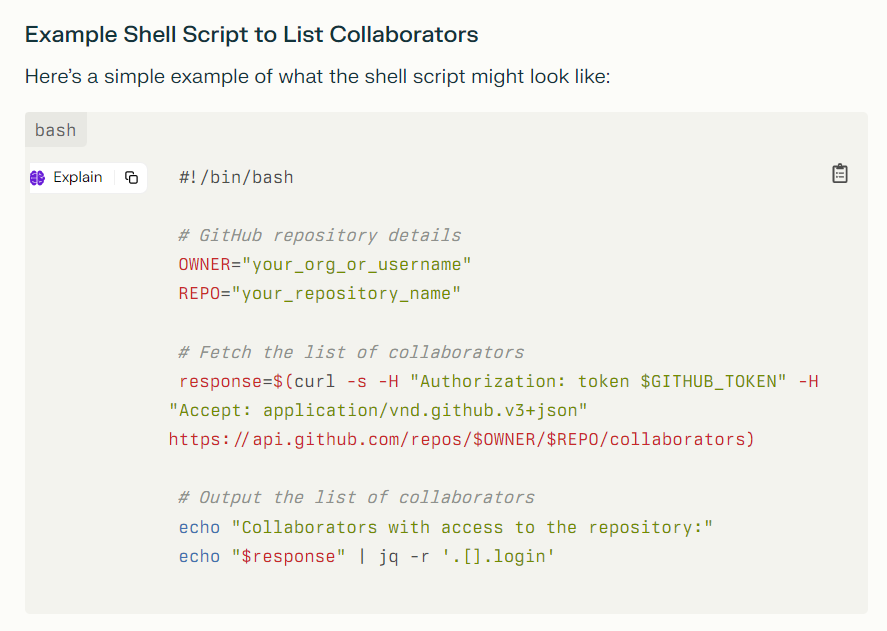 Example Shell Script to List Collaborators
Here’s a simple example of what the shell script might look like:
bash
Explain
#!/bin/bash
# GitHub repository details
OWNER="your_org_or_username"
REPO="your_repository_name"
# Fetch the list of collaborators
response=$(curl -s -H "Authorization: token $GITHUB_TOKEN" -H
"Accept: application/vnd.github.v3+json"
https://api.github.com/repos/$OWNER/$REPO/collaborators)
# Output the list of collaborators
echo "Collaborators with access to the repository:"
echo "$response" | jq -r '.[].login'